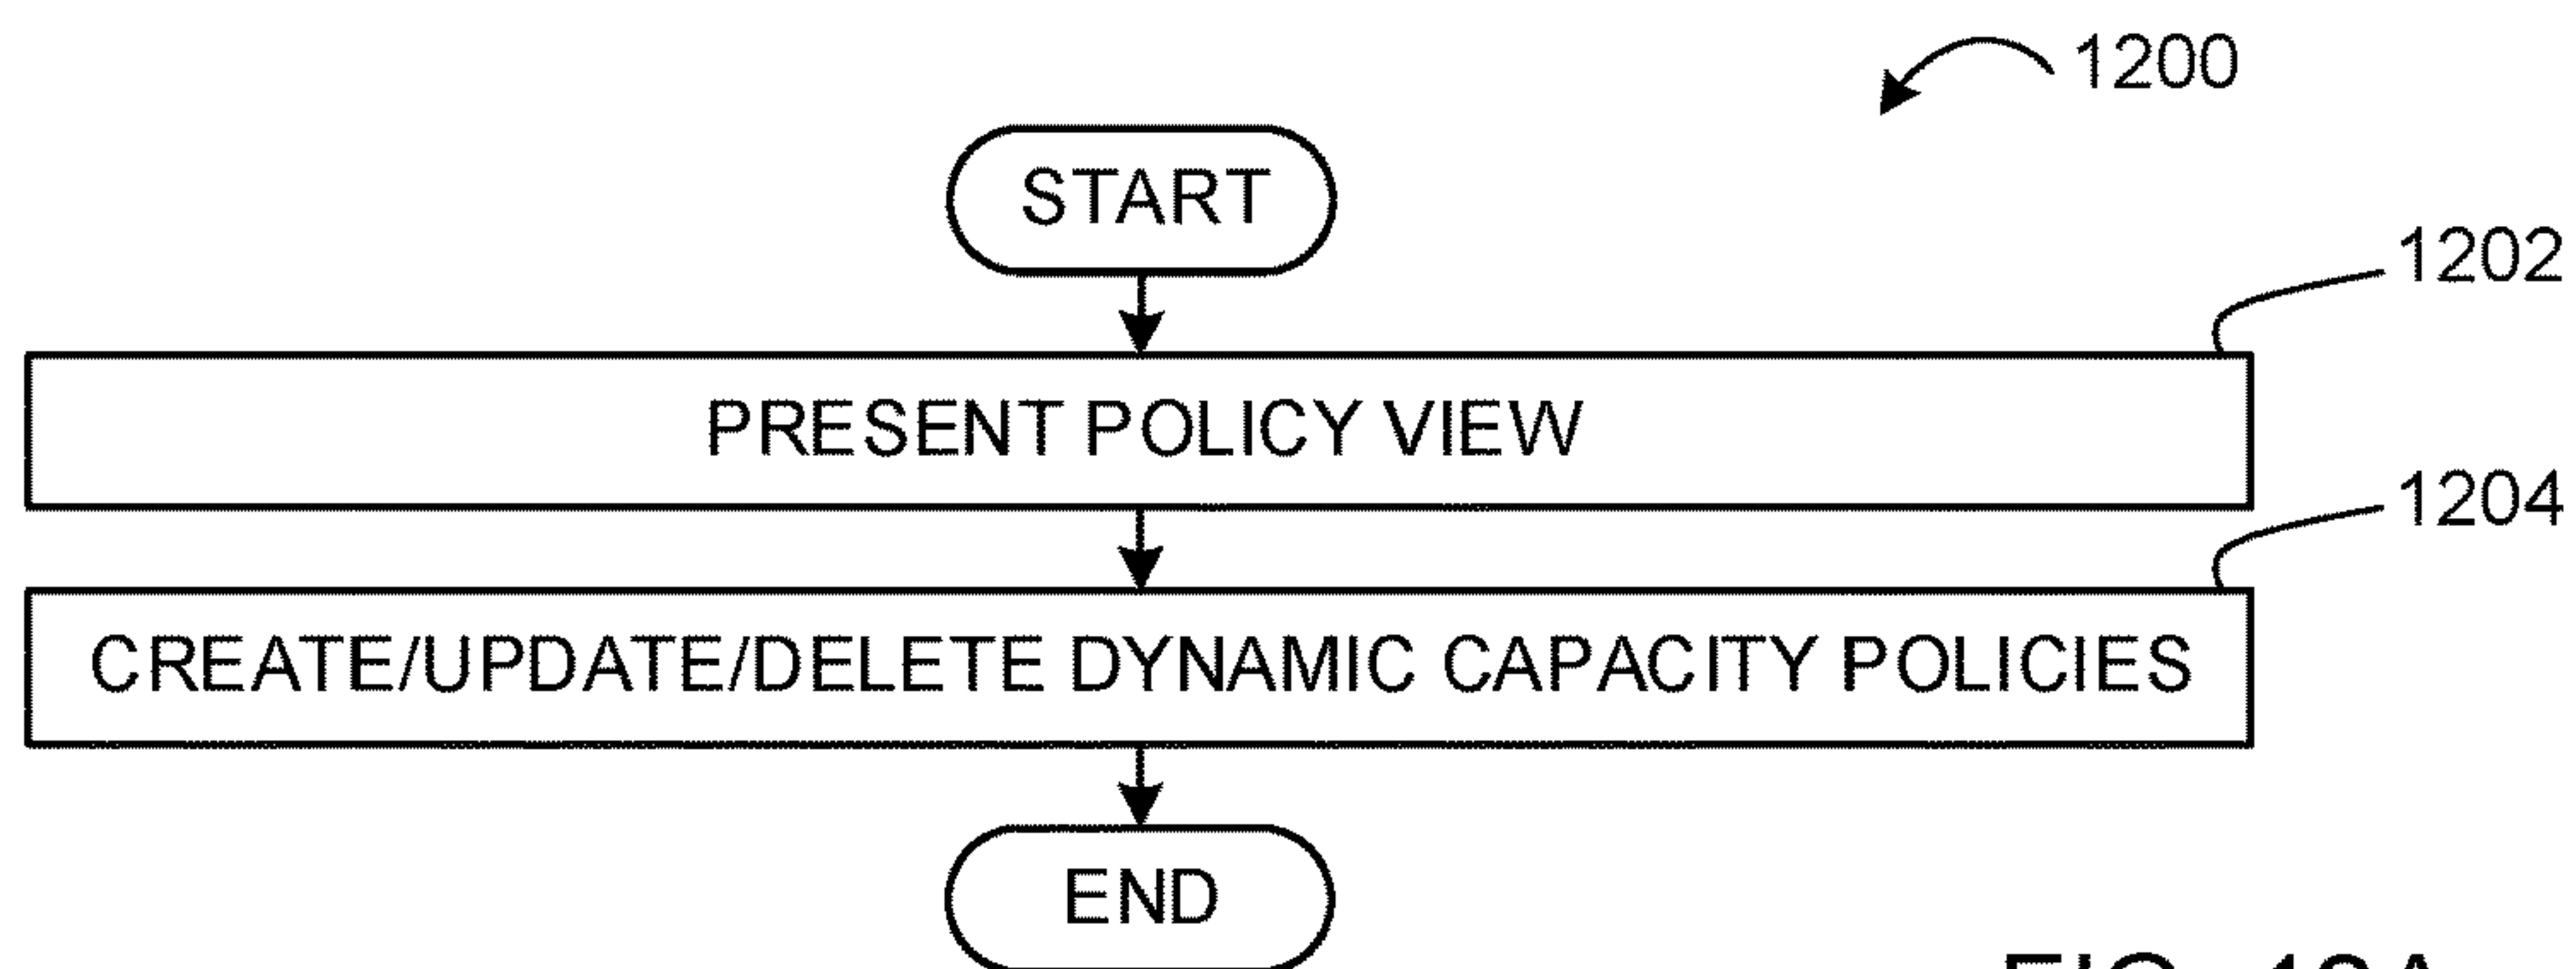 1200
START
1202
PRESENT POLICY VIEW
1204
CREATE/UPDATE/DELETE DYNAMIC CAPACITY POLICIES
END